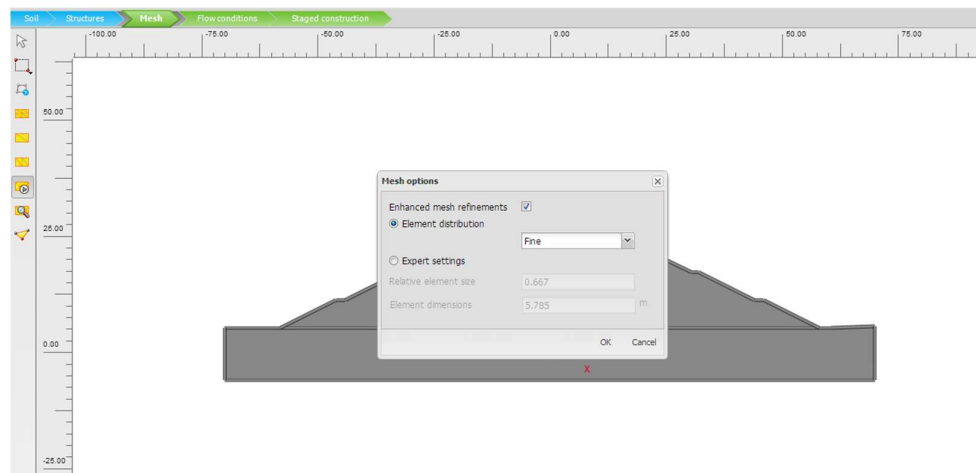 Soil Structures Mesh Flow conditions Staged construction
-100.00 -75.00 -50.00 -25.00 0.00 25.00 50.00 75.00
50.00
25.00
0.00
-25.00
Mesh options
Enhanced mesh refinements
Element distribution
Fine
Expert settings
Relative element size 0.667
Element dimensions 5.785 m
OK Cancel
X